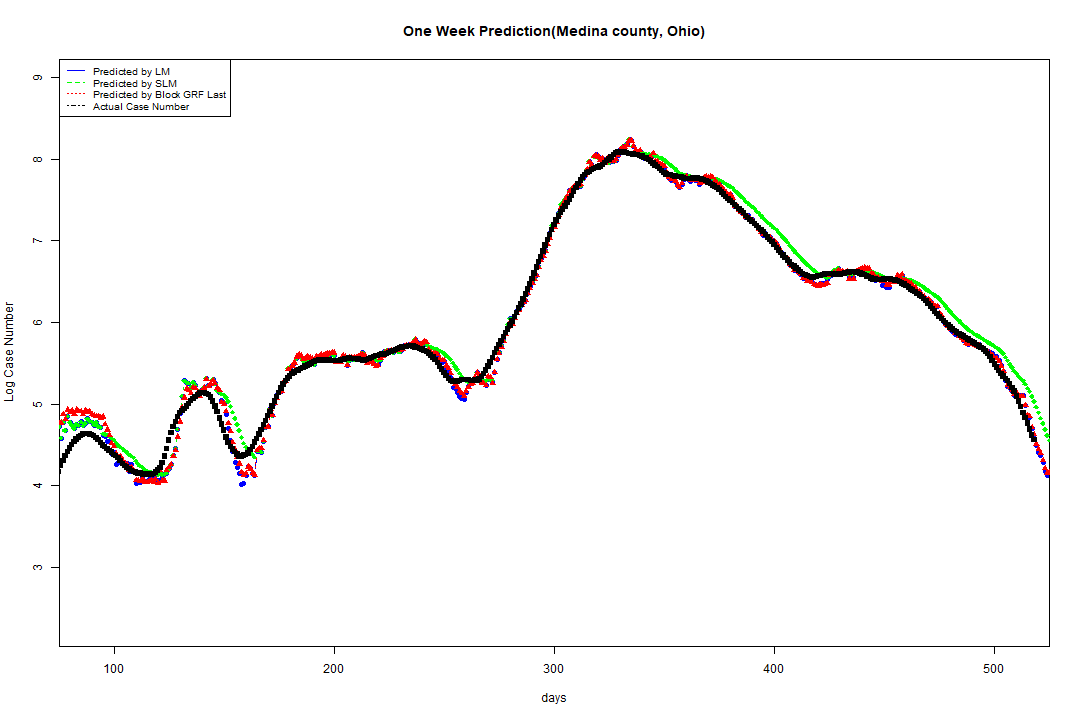 One Week Prediction(Medina county, Ohio)
Predicted by LM
Predicted by SLM
Predicted by Block GRF Last
Actual Case Number
9
8
7
6
5
4
3
Log Case Number
100 200 300 400 500
days